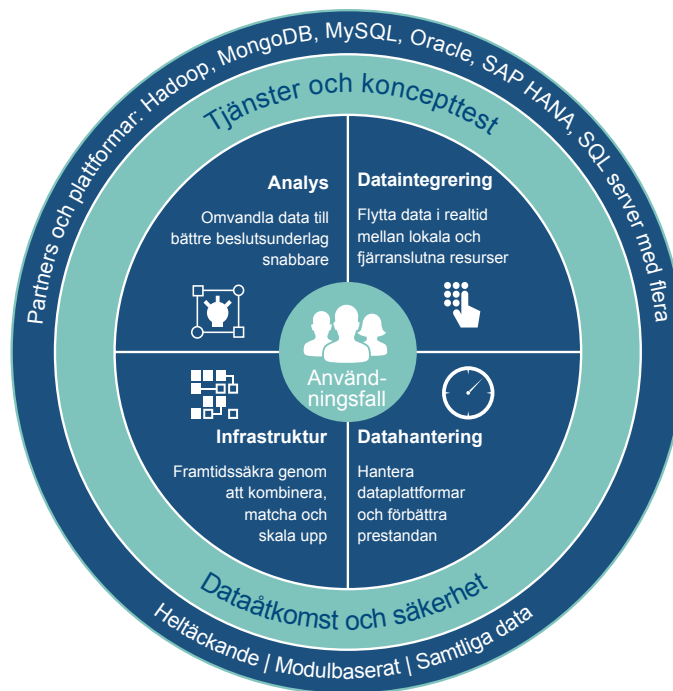 Partners och plattformar: Hadoop, MongoDB, MySQL, Oracle, SAP HANA, SQL server med flera
Tjänster och koncepttest
Analys
Omvandla data till
bättre beslutsunderlag
snabbare
Dataintegrering
Flytta data i realtid
mellan lokala och
fjärranslutna resurser
Använd-
ningsfall
Infrastruktur
Framtidssäkra genom
att kombinera,
matcha och
skala upp
Datahantering
Hantera
dataplattformar
och förbättra
prestandan
Dataåtkomst och säkerhet
Heltäckande | Modulbaserat | Samtliga data